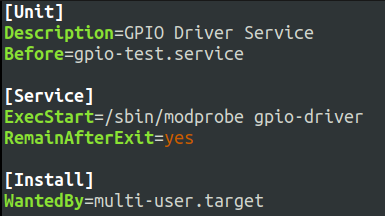 [Unit]
Description=GPIO Driver Service
Before=gpio-test.service

[Service]
ExecStart=/sbin/modprobe gpio-driver
RemainAfterExit=yes

[Install]
WantedBy=multi-user.target